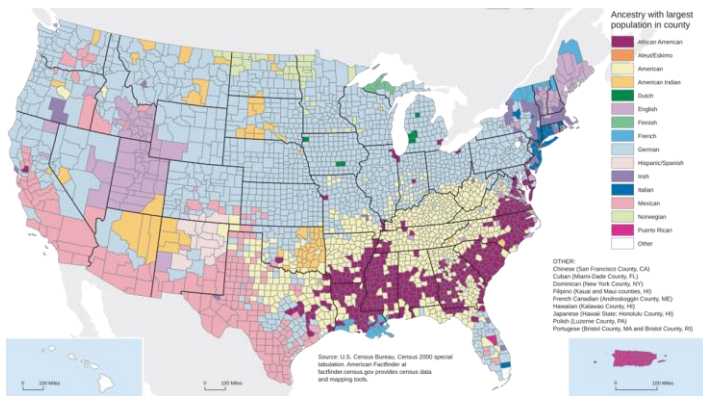 Ancestry with largest
population in county
African American
Aleut/Eskimo
American
American Indian
Dutch
English
Finnish
French
German
Hispanic/Spanish
Irish
Italian
Mexican
Norwegian
Puerto Rican
Other
OTHER:
Chinese (San Francisco County, CA)
Cuban (Miami-Dade County, FL)
Dominican (New York County, NY)
Filipino (Kauai and Maui counties, HI)
French Canadian (Androskoggin County, ME)
Hawaiian (Kalawao County, HI)
Japanese (Hawaii State; Honolulu County, HI)
Polish (Luzerne County, PA)
Portugese (Bristol County, MA and Bristol County, RI)
Source: U.S. Census Bureau, Census 2000 special
tabulation. American Factfinder at
factfinder.census.gov provides census data
and mapping tools.
0 100 Miles
0 100 Miles
0 100 Miles